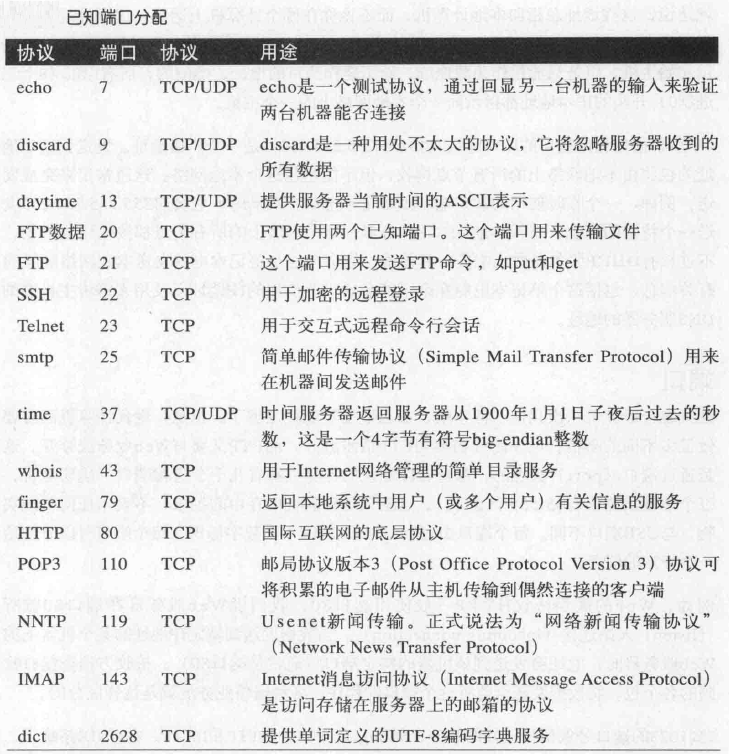 已知端口分配
协议 端口 协议 用途
echo 7 TCP/UDP echo是一个测试协议，通过回显另一台机器的输入来验证
两台机器能否连接
discard 9 TCP/UDP discard是一种用处不太大的协议，它将忽略服务器收到的
所有数据
daytime 13 TCP/UDP 提供服务器当前时间的ASCII表示
FTP数据 20 TCP FTP使用两个已知端口。这个端口用来传输文件
FTP 21 TCP 这个端口用来发送FTP命令，如put和get
SSH 22 TCP 用于加密的远程登录
Telnet 23 TCP 用于交互式远程命令行会话
smtp 25 TCP 简单邮件传输协议（Simple Mail Transfer Protocol）用来
在机器间发送邮件
time 37 TCP/UDP 时间服务器返回服务器从1900年1月1日子夜后过去的秒
数，这是一个4字节有符号big-endian整数
whois 43 TCP 用于Internet网络管理的简单目录服务
finger 79 TCP 返回本地系统中用户（或多个用户）有关信息的服务
HTTP 80 TCP 国际互联网的底层协议
POP3 110 TCP 邮局协议版本3（Post Office Protocol Version 3）协议可
将积累的电子邮件从主机传输到偶然连接的客户端
NNTP 119 TCP Usenet新闻传输。正式说法为“网络新闻传输协议”
（Network News Transfer Protocol）
IMAP 143 TCP Internet消息访问协议（Internet Message Access Protocol）
是访问存储在服务器上的邮箱的协议
dict 2628 TCP 提供单词定义的UTF-8编码字典服务